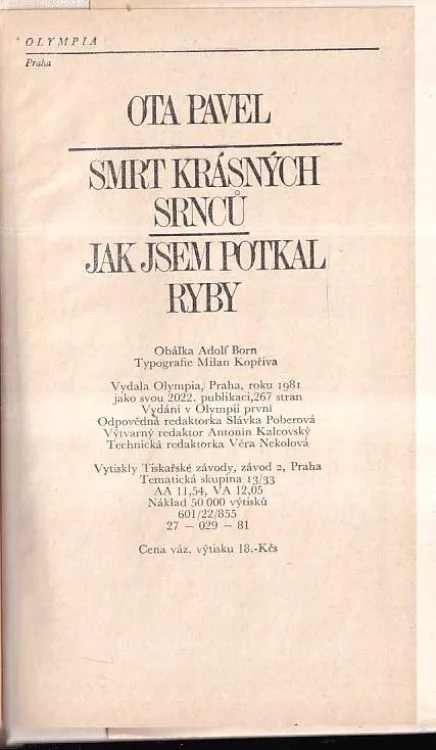 OLYMPIA
Praha
OTA PAVEL
SMRT KRÁSNÝCH
SRNCŮ
JAK JSEM POTKAL
RYBY
Obálka Adolf Born
Typografie Milan Kopřiva
Vydala Olympia, Praha, roku 1981
jako svou 2022. publikaci,267 stran
Vydání v Olympii první
Odpovědná redaktorka Slávka Poberová
Výtvarný redaktor Antonín Kalcovský
Technická redaktorka Věra Nekolová
Vytiskly Tiskařské závody, závod 2, Praha
Tematická skupina 13/33
AA 11,54, VA 12,05
Náklad 50 000 výtisků
601/22/855
27 – 029 – 81
Cena váz. výtisku 18.-Kčs